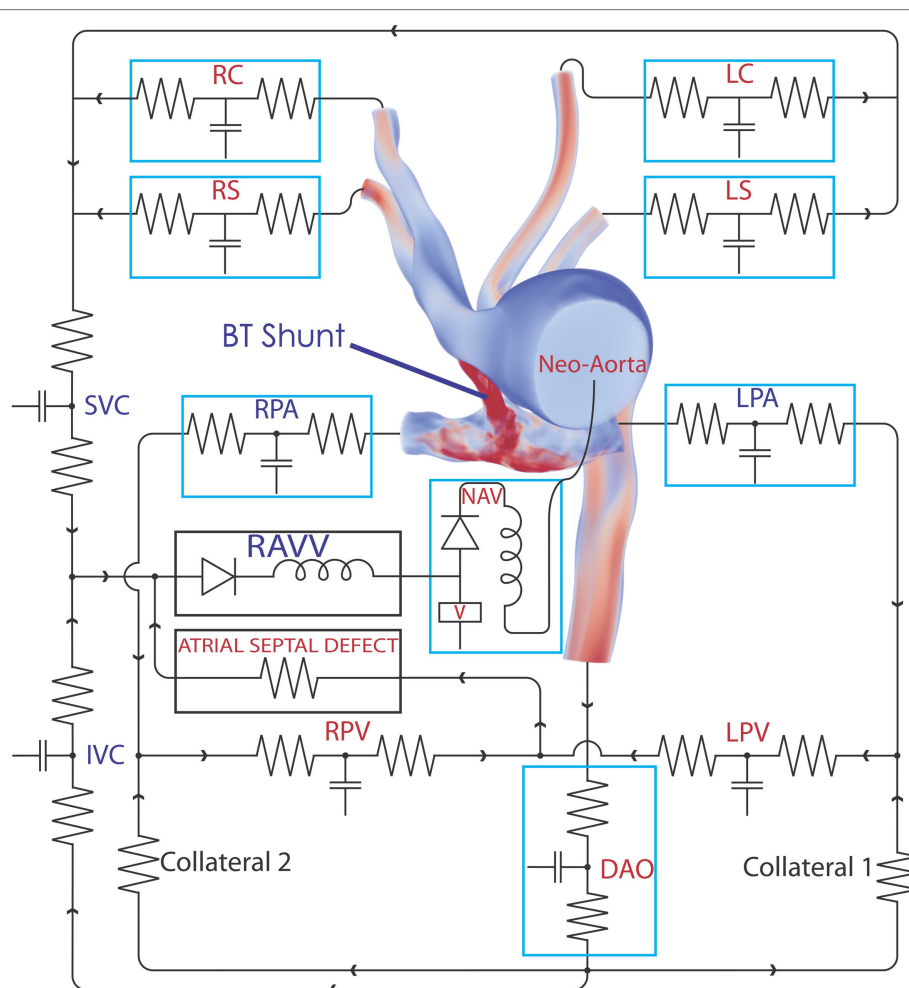 RC
LC
RS
LS
BT Shunt
Neo-Aorta
SVC
RPA
LPA
NAV
RAVV
V
ATRIAL SEPTAL DEFECT
RPV
LPV
IVC
Collateral 2
DAO
Collateral 1